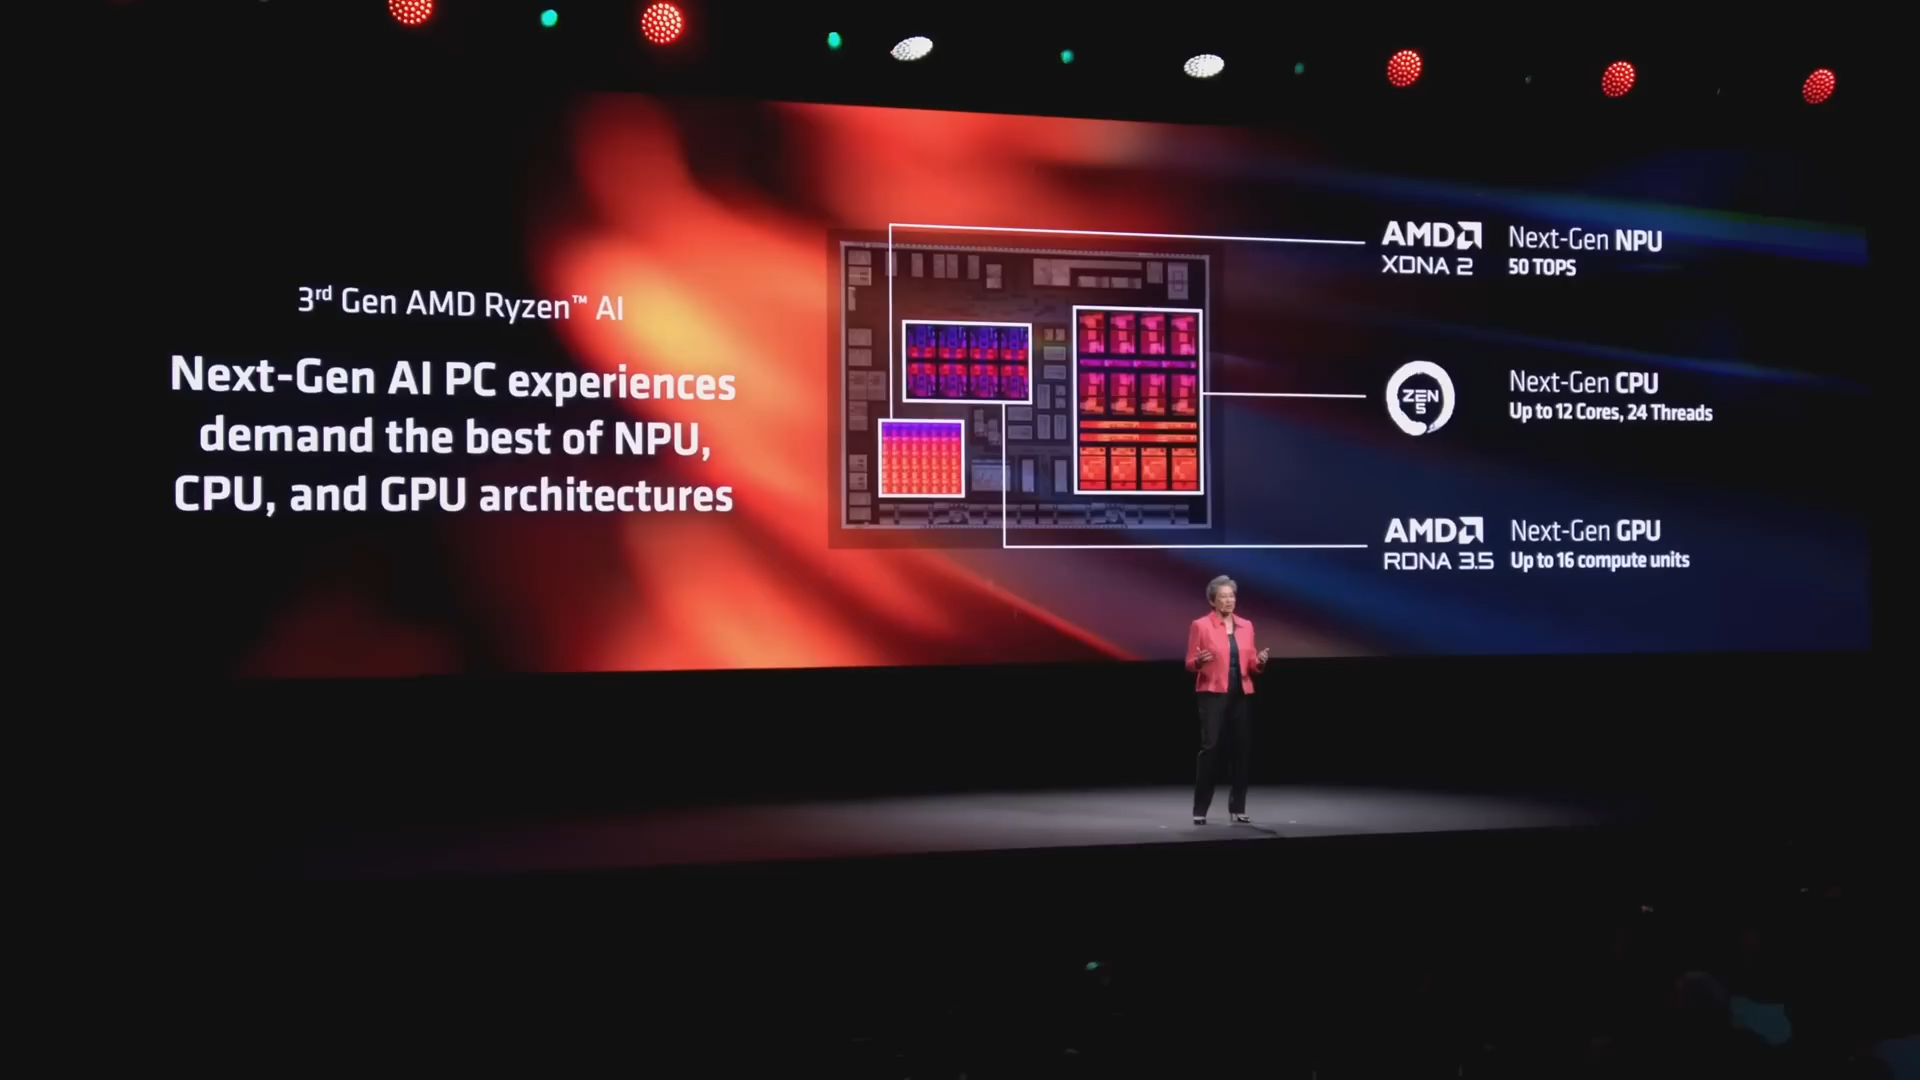 3rd Gen AMD Ryzen™ AI
Next-Gen AI PC experiences
demand the best of NPU,
CPU, and GPU architectures
AMD
XDNA 2
Next-Gen NPU
50 TOPS
ZEN
5
Next-Gen CPU
Up to 12 Cores, 24 Threads
AMD
RDNA 3.5
Next-Gen GPU
Up to 16 compute units